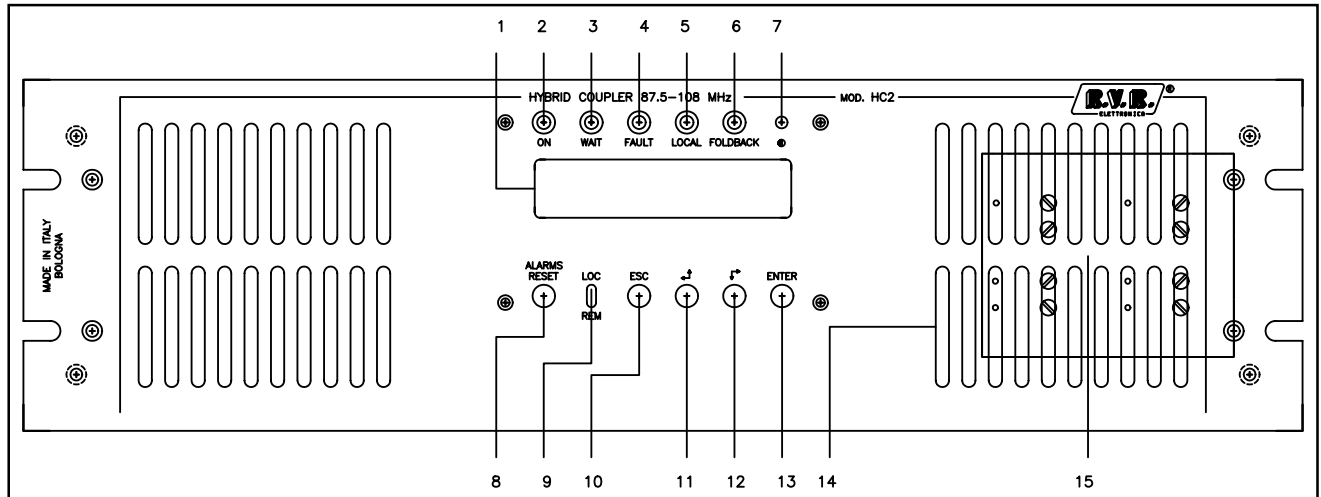 1 2 3 4 5 6 7
HYBRID COUPLER 87.5-108 MHz MOD. HC2
R.V.R.®
ELETTRONICA
ON WAIT FAULT LOCAL FOLDBACK
MADE IN ITALY
BOLOGNA
ALARMS
RESET
LOC
REM
ESC
ENTER
8 9 10 11 12 13 14 15